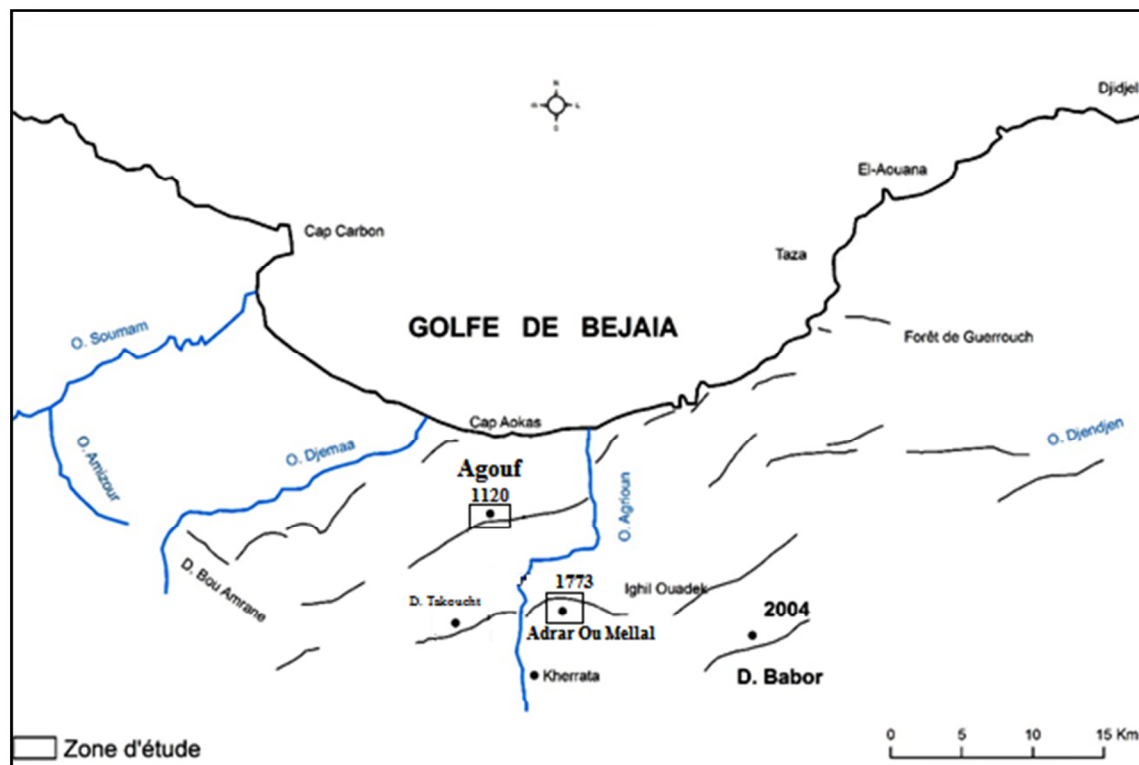 Djidjel
N
El-Aouana
Cap Carbon
Taza
O. Soumam
GOLFE DE BEJAIA
Forêt de Guerrouch
Cap Aokas
O. Djemaa
O. Djendjen
O. Amizour
Agouf
1120
O. Agrioun
D. Bou Amrane
1773
Ighil Ouadek
D. Takoucht
2004
Adrar Ou Mellal
Kherrata
D. Babor
Zone d'étude
0 5 10 15 Km